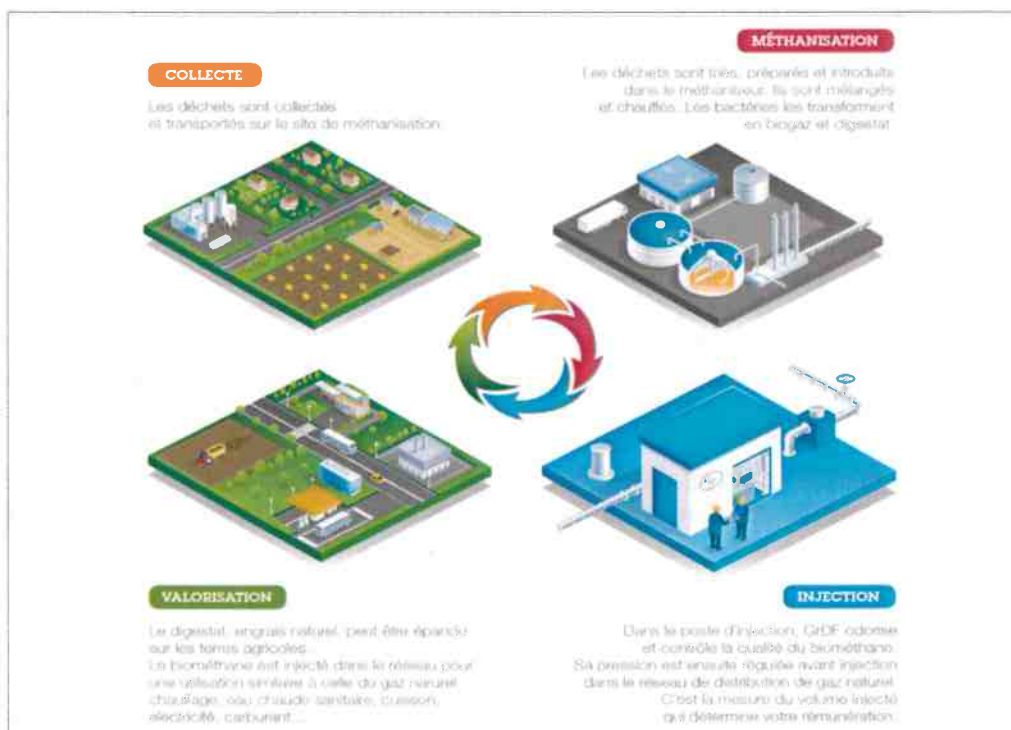 COLLECTE
Les déchets sont collectés
et transportés sur le site de méthanisation.
MÉTHANISATION
Les déchets sont triés, préparés et introduits
dans le méthaniseur. Ils sont mélangés
et chauffés. Les bactéries les transforment
en biogaz et digestat.
VALORISATION
Le digestat, engrais naturel, peut être épandu
sur les terres agricoles.
Le biométhane est injecté dans le réseau pour
une utilisation similaire à celle du gaz naturel :
chauffage, eau chaude sanitaire, cuisson,
électricité, carburant...
INJECTION
Dans le poste d'injection, GrDF odorise
et contrôle la qualité du biométhane.
Sa pression est ensuite régulée avant injection
dans le réseau de distribution de gaz naturel.
C'est la mesure du volume injecté
qui détermine votre rémunération.